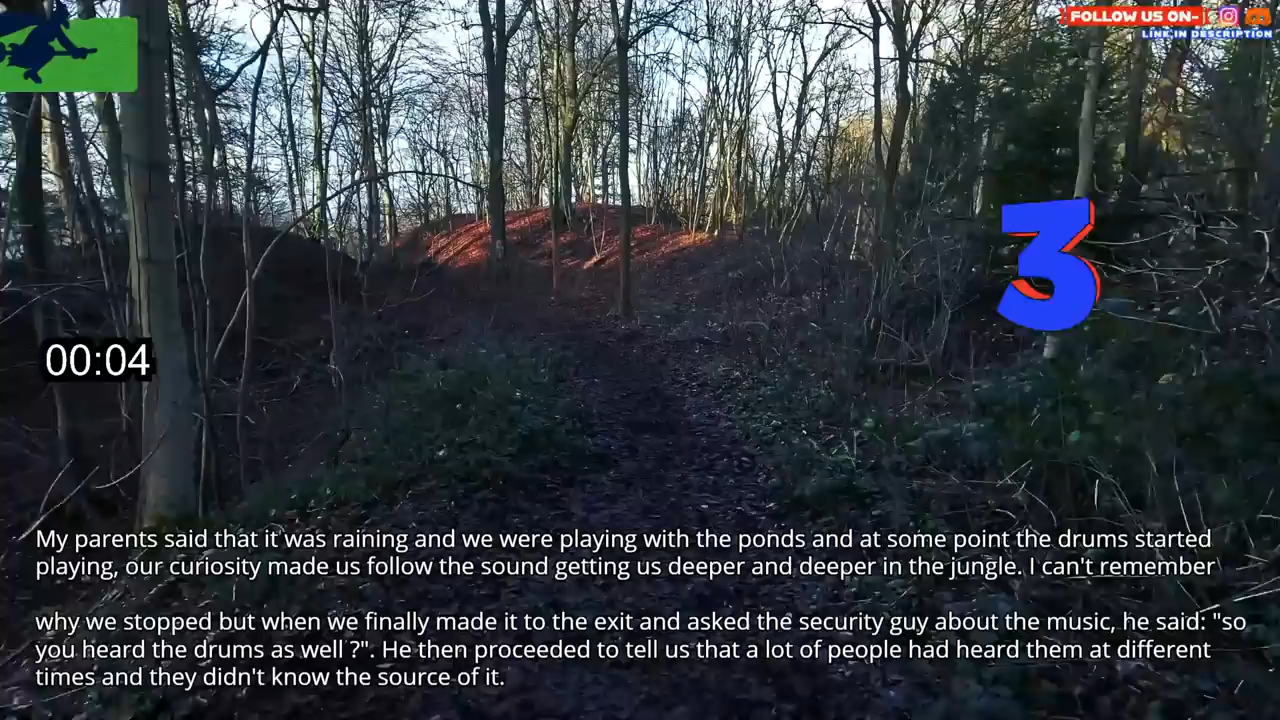 FOLLOW US ON-
LINK IN DESCRIPTION
3
00:04
My parents said that it was raining and we were playing with the ponds and at some point the drums started
playing, our curiosity made us follow the sound getting us deeper and deeper in the jungle. I can't remember
why we stopped but when we finally made it to the exit and asked the security guy about the music, he said: "so
you heard the drums as well ?". He then proceeded to tell us that a lot of people had heard them at different
times and they didn't know the source of it.